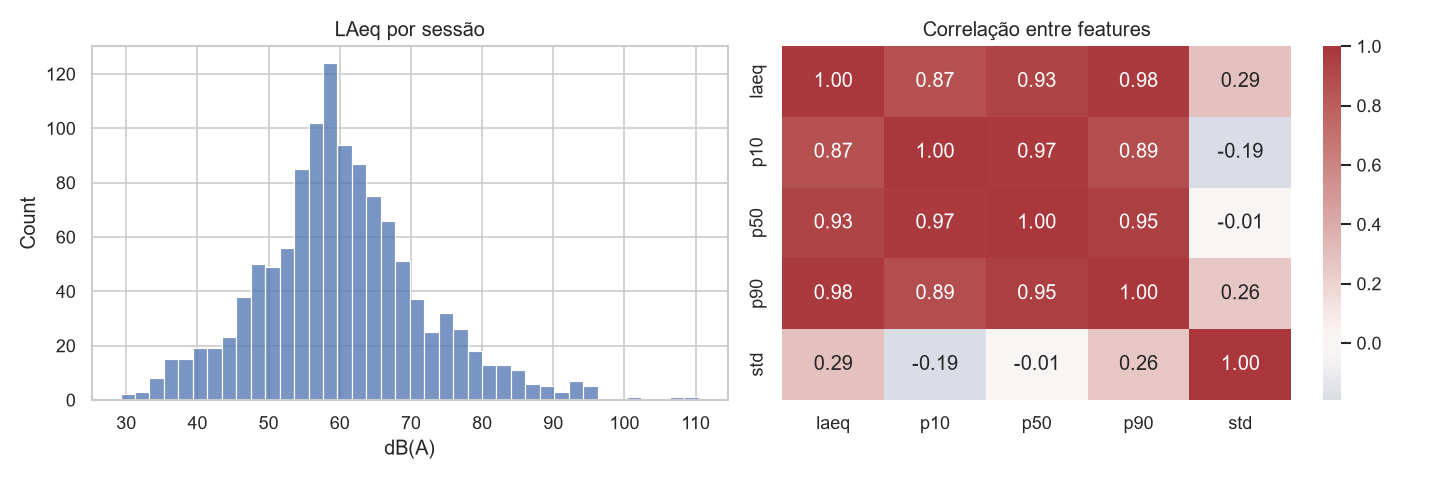 LAeq por sessão
120
100
80
60
40
20
0
Count
30 40 50 60 70 80 90 100 110
dB(A)
Correlação entre features
laeq 1.00 0.87 0.93 0.98 0.29
p10 0.87 1.00 0.97 0.89 -0.19
p50 0.93 0.97 1.00 0.95 -0.01
p90 0.98 0.89 0.95 1.00 0.26
std 0.29 -0.19 -0.01 0.26 1.00
laeq p10 p50 p90 std
1.0
0.8
0.6
0.4
0.2
0.0